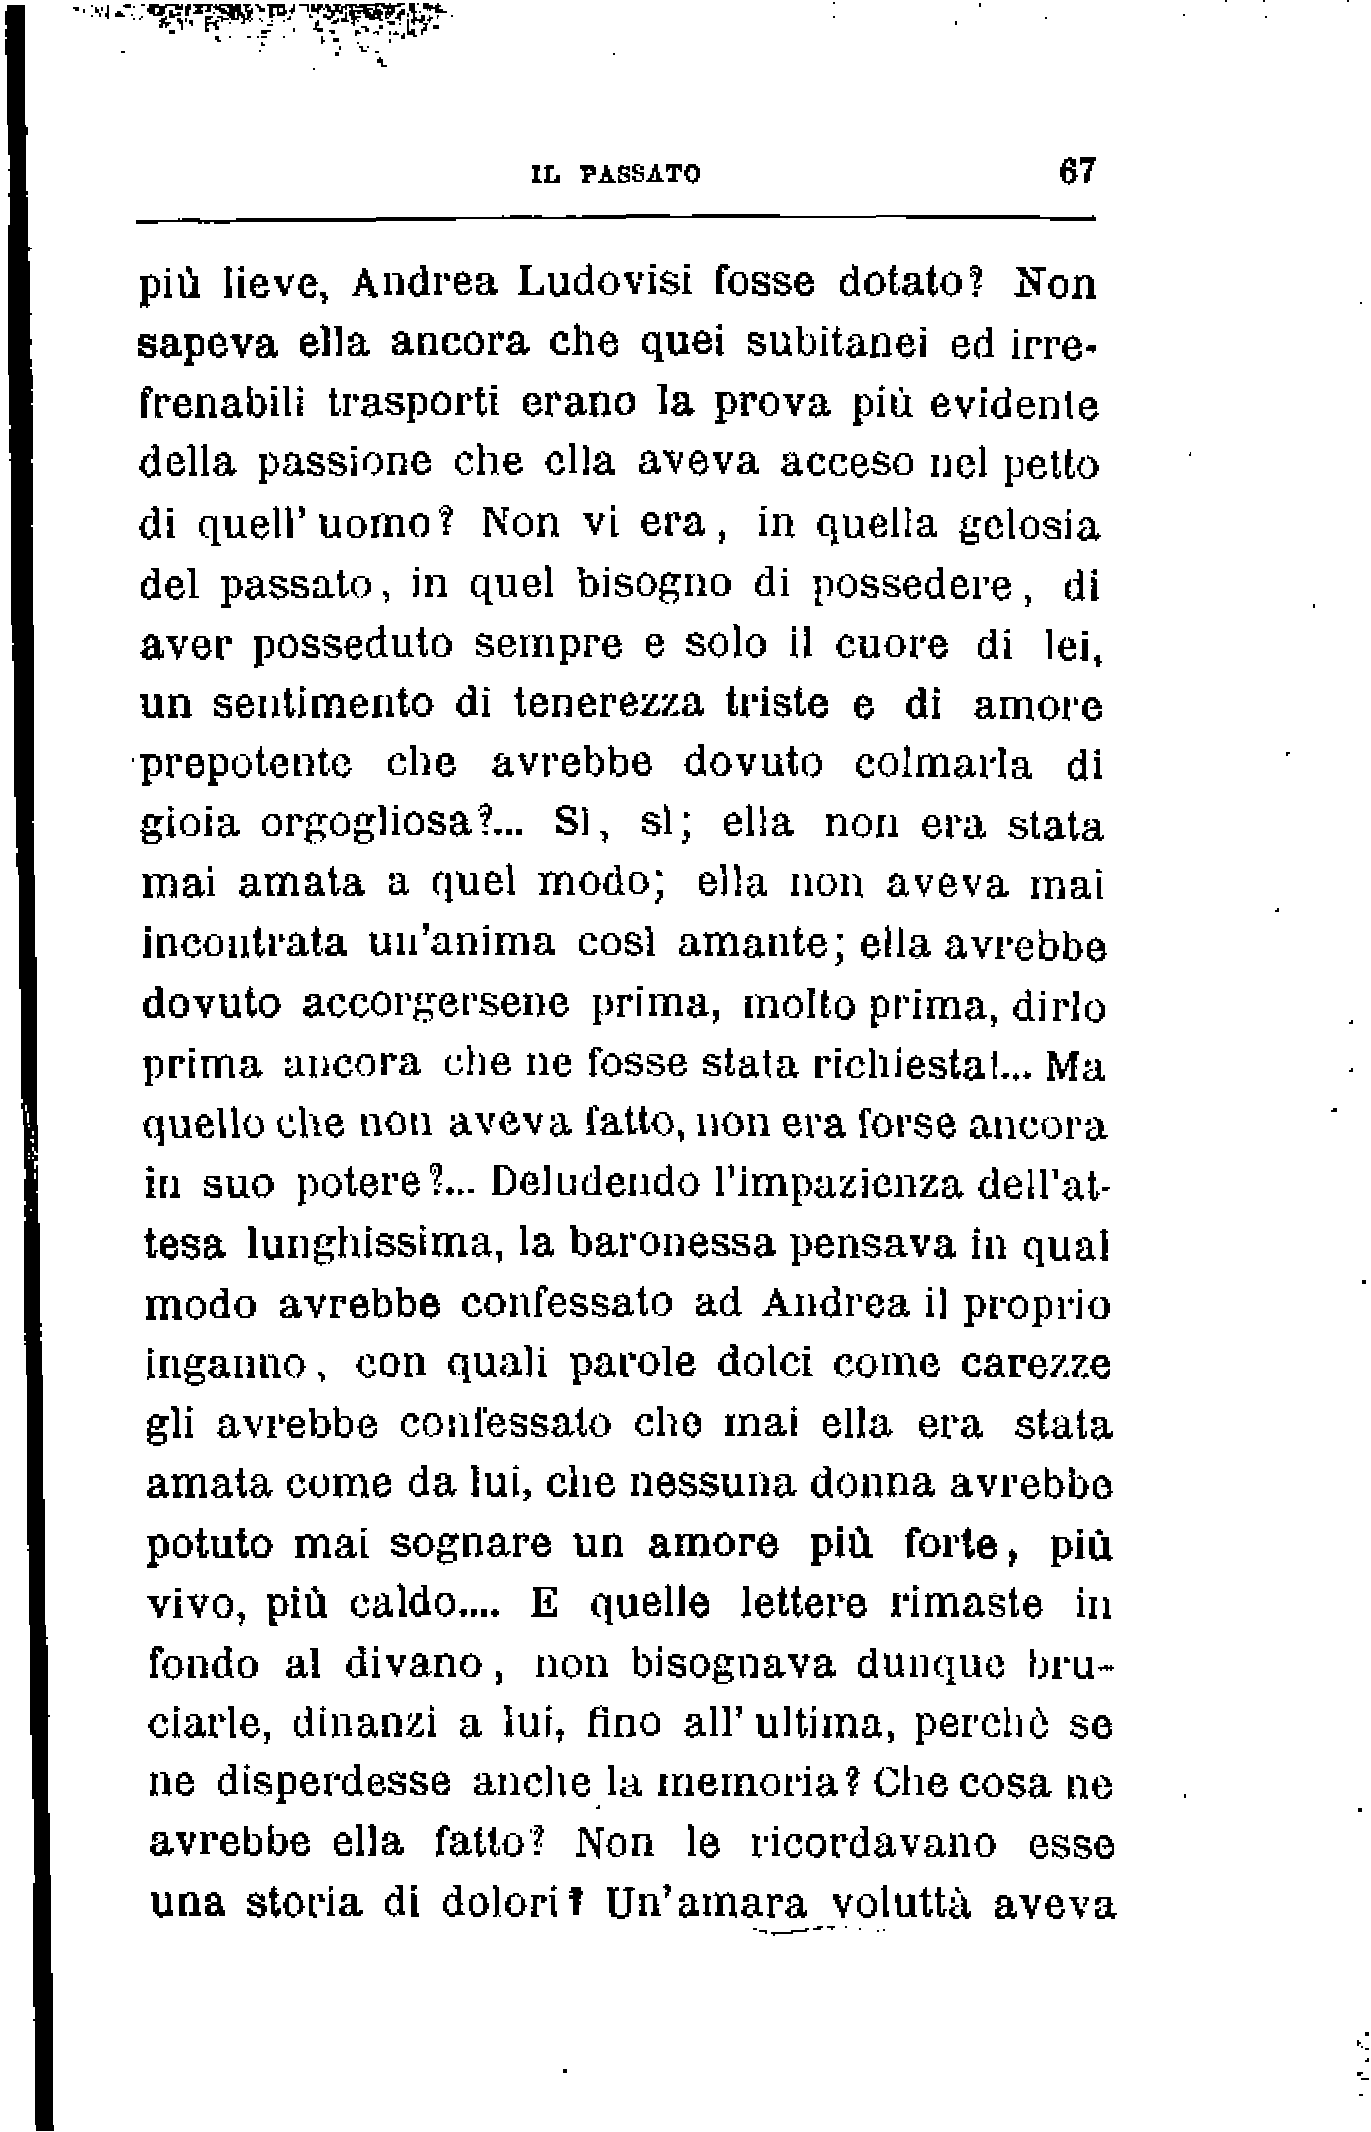 IL PASSATO 67
più lieve, Andrea Ludovisi fosse dotato? Non
sapeva ella ancora che quei subitanei ed irre-
frenabili trasporti erano la prova più evidente
della passione che ella aveva acceso nel petto
di quell'uomo? Non vi era, in quella gelosia
del passato, in quel bisogno di possedere, di
aver posseduto sempre e solo il cuore di lei,
un sentimento di tenerezza triste e di amore
prepotente che avrebbe dovuto colmarla di
gioia orgogliosa?... Sì, sì; ella non era stata
mai amata a quel modo; ella non aveva mai
incontrata un'anima così amante; ella avrebbe
dovuto accorgersene prima, molto prima, dirlo
prima ancora che ne fosse stata richiesta!... Ma
quello che non aveva fatto, non era forse ancora
in suo potere?... Deludendo l'impazienza dell'at-
tesa lunghissima, la baronessa pensava in qual
modo avrebbe confessato ad Andrea il proprio
inganno, con quali parole dolci come carezze
gli avrebbe confessato che mai ella era stata
amata come da lui, che nessuna donna avrebbe
potuto mai sognare un amore più forte, più
vivo, più caldo.... E quelle lettere rimaste in
fondo al divano, non bisognava dunque bru-
ciarle, dinanzi a lui, fino all'ultima, perchè se
ne disperdesse anche la memoria? Che cosa ne
avrebbe ella fatto? Non le ricordavano esse
una storia di dolori? Un'amara voluttà aveva